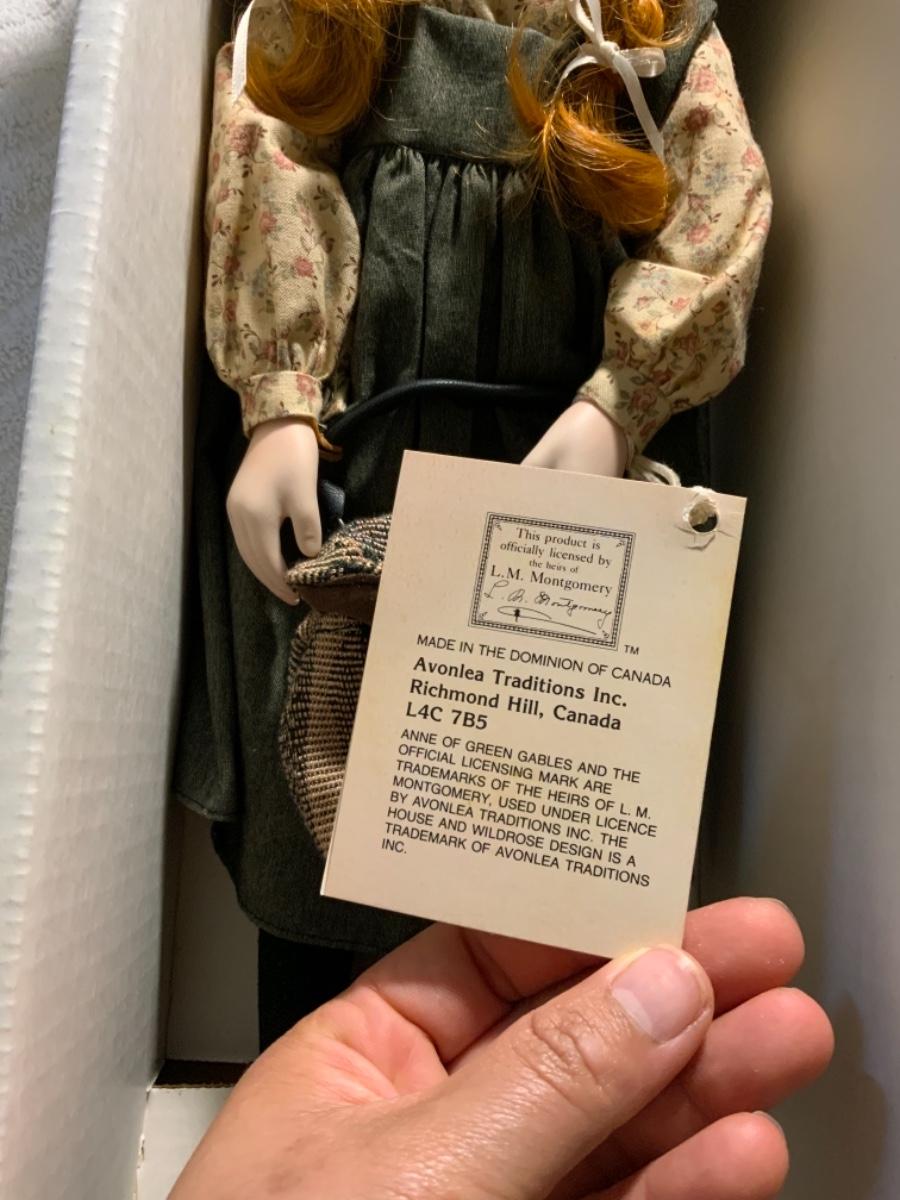 This product is
officially licensed by
the heirs of
L.M. Montgomery
L. M. Montgomery
TM
MADE IN THE DOMINION OF CANADA
Avonlea Traditions Inc.
Richmond Hill, Canada
L4C 7B5
ANNE OF GREEN GABLES AND THE
OFFICIAL LICENSING MARK ARE
TRADEMARKS OF THE HEIRS OF L. M.
MONTGOMERY, USED UNDER LICENCE
BY AVONLEA TRADITIONS INC. THE
HOUSE AND WILDROSE DESIGN IS A
TRADEMARK OF AVONLEA TRADITIONS
INC.